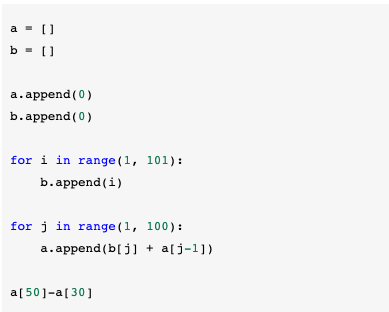 a = []
b = []
a.append(0)
b.append(0)
for i in range(1, 101):
    b.append(i)
for j in range(1, 100):
    a.append(b[j] + a[j-1])
a[50]-a[30]